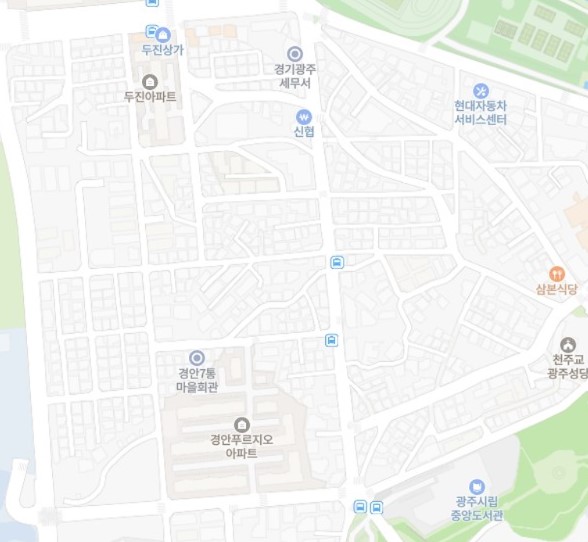 두진상가
경기광주
세무서
두진아파트
현대자동차
서비스센터
신협
삼본식당
천주교
광주성당
경안7통
마을회관
경안푸르지오
아파트
광주시립
중앙도서관